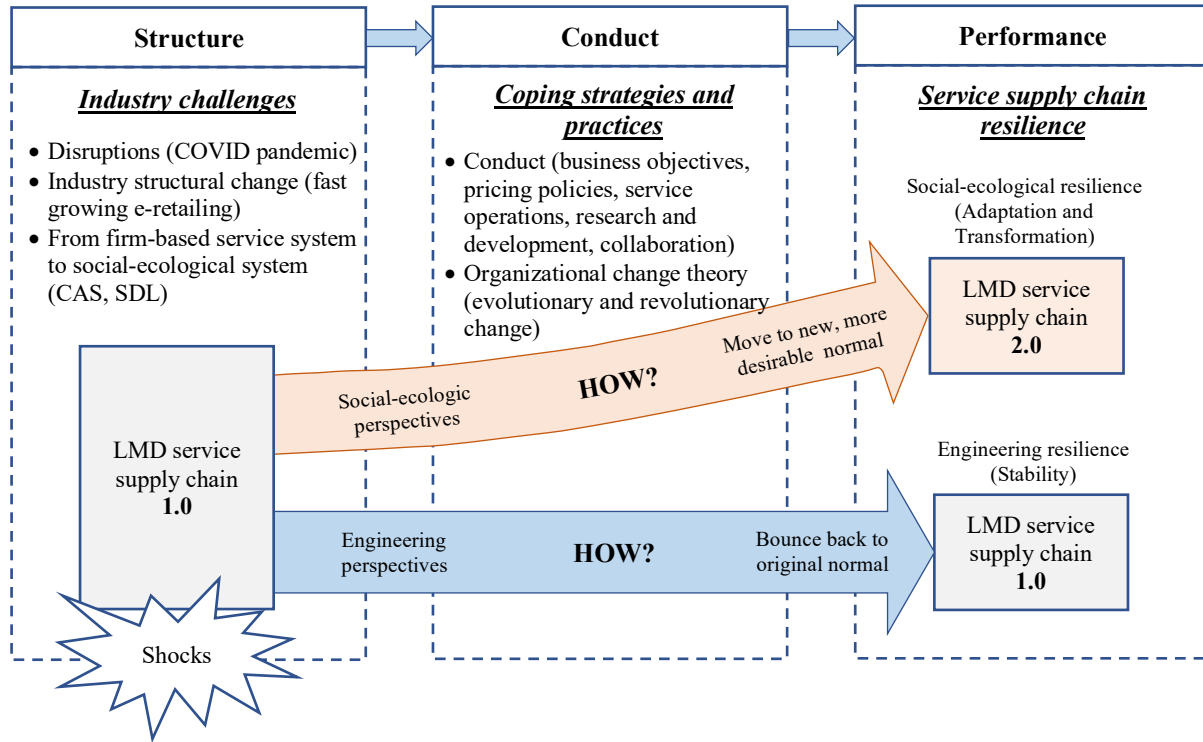 Structure
Conduct
Performance
Industry challenges
• Disruptions (COVID pandemic)
• Industry structural change (fast
growing e-retailing)
• From firm-based service system
to social-ecological system
(CAS, SDL)
Coping strategies and
practices
• Conduct (business objectives,
pricing policies, service
operations, research and
development, collaboration)
• Organizational change theory
(evolutionary and revolutionary
change)
Service supply chain
resilience
Social-ecological resilience
(Adaptation and
Transformation)
LMD service
supply chain
2.0
Move to new, more
desirable normal
HOW?
Social-ecologic
perspectives
LMD service
supply chain
1.0
Engineering resilience
(Stability)
Engineering
perspectives
HOW?
Bounce back to
original normal
LMD service
supply chain
1.0
Shocks